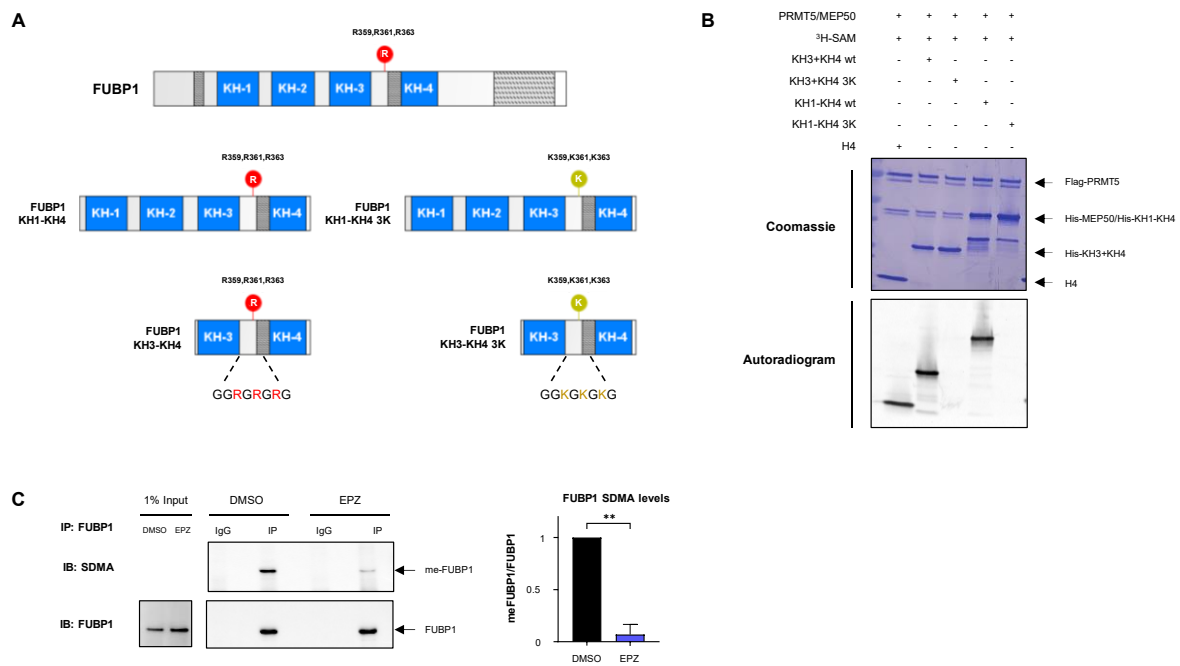 A
R359,R361,R363
R
FUBP1
KH-1 KH-2 KH-3 KH-4
R359,R361,R363
R
FUBP1
KH1-KH4
KH-1 KH-2 KH-3 KH-4
K359,K361,K363
K
FUBP1
KH1-KH4 3K
KH-1 KH-2 KH-3 KH-4
R359,R361,R363
R
FUBP1
KH3-KH4
KH-3 KH-4
GGRGRGRG
K359,K361,K363
K
FUBP1
KH3-KH4 3K
KH-3 KH-4
GGKGKGKG
B
PRMT5/MEP50 + + + + +
³H-SAM + + + + +
KH3+KH4 wt - + - - -
KH3+KH4 3K - - + - -
KH1-KH4 wt - - - + -
KH1-KH4 3K - - - - +
H4 + - - - -
Coomassie
Flag-PRMT5
His-MEP50/His-KH1-KH4
His-KH3+KH4
H4
Autoradiogram
C
1% Input DMSO EPZ
IP: FUBP1 DMSO EPZ IgG IP IgG IP
IB: SDMA me-FUBP1
IB: FUBP1 FUBP1
FUBP1 SDMA levels
**
meFUBP1/FUBP1
1
0.5
0
DMSO EPZ